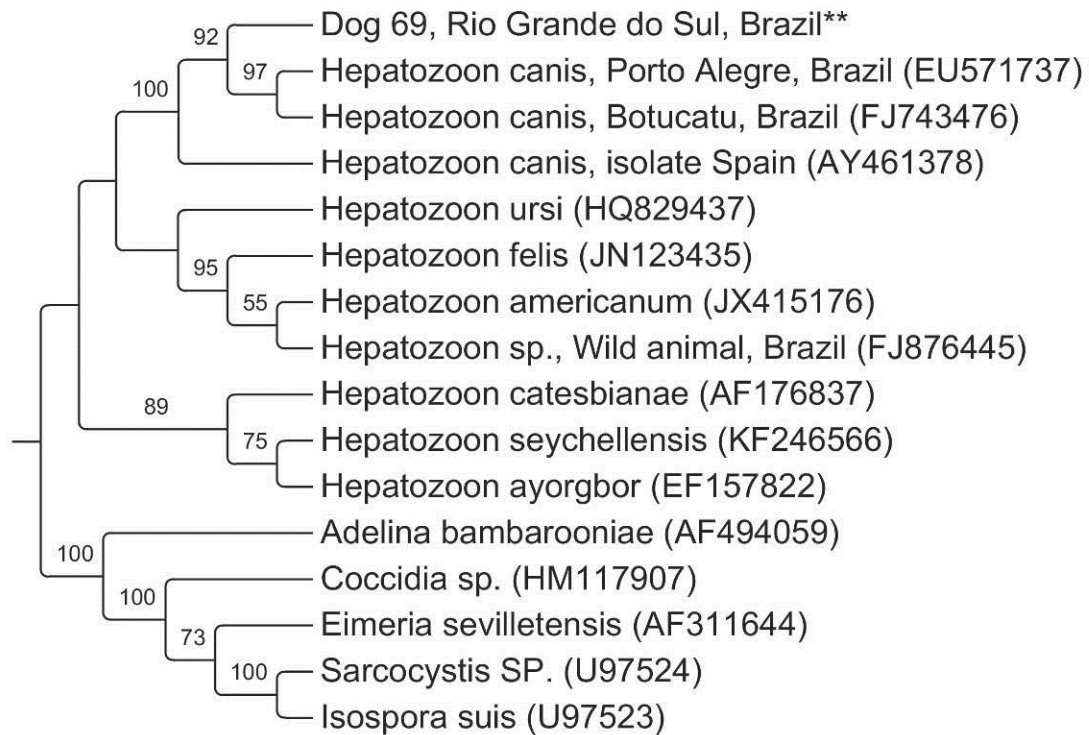 Dog 69, Rio Grande do Sul, Brazil**
92
97
Hepatozoon canis, Porto Alegre, Brazil (EU571737)
100
Hepatozoon canis, Botucatu, Brazil (FJ743476)
Hepatozoon canis, isolate Spain (AY461378)
Hepatozoon ursi (HQ829437)
Hepatozoon felis (JN123435)
95
55
Hepatozoon americanum (JX415176)
Hepatozoon sp., Wild animal, Brazil (FJ876445)
Hepatozoon catesbianae (AF176837)
89
75
Hepatozoon seychellensis (KF246566)
Hepatozoon ayorgbor (EF157822)
Adelina bambarooniae (AF494059)
100
Coccidia sp. (HM117907)
100
Eimeria sevilletensis (AF311644)
73
100
Sarcocystis SP. (U97524)
Isospora suis (U97523)